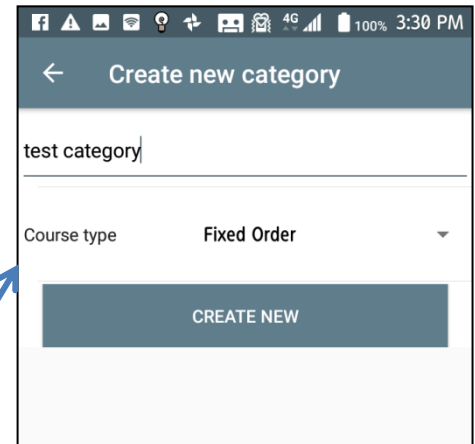 4G 100% 3:30 PM
Create new category
test category
Course type Fixed Order
CREATE NEW